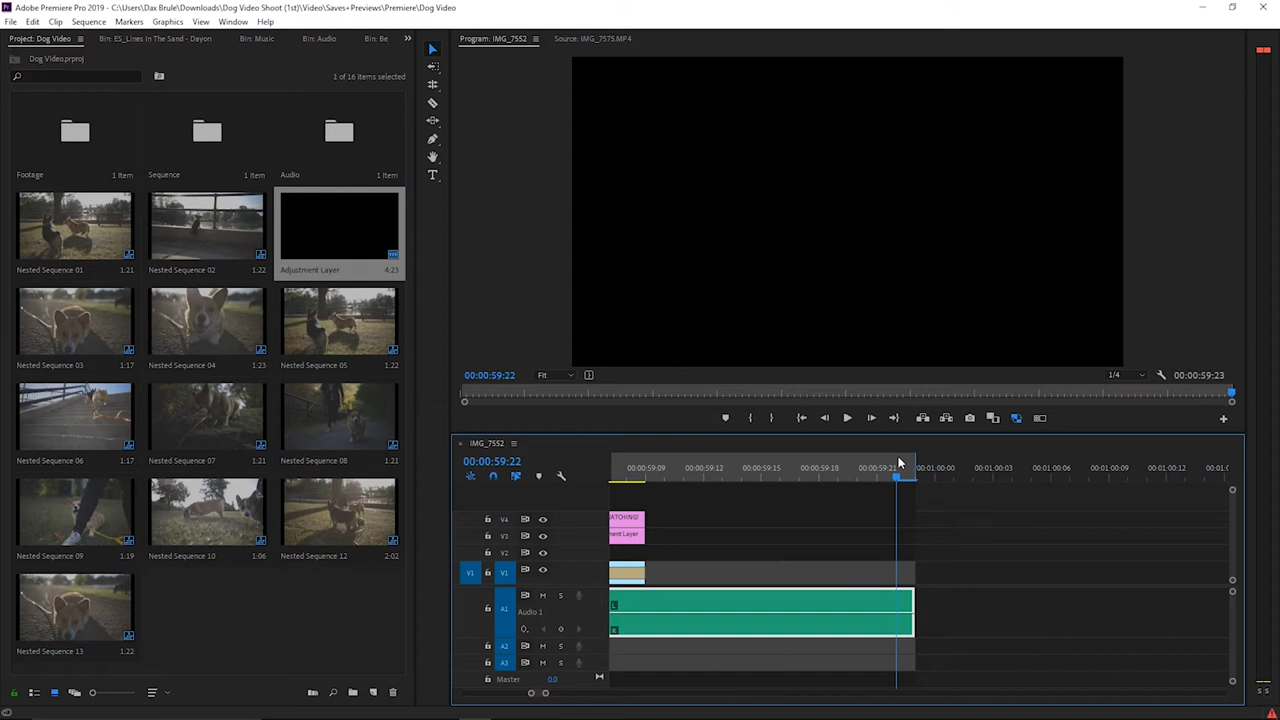 Adobe Premiere Pro 2019 - C:\Users\Dax Brule\Downloads\Dog Video Shoot (1st)\Video\Saves+Previews\Premiere\Dog Video
File Edit Clip Sequence Markers Graphics View Window Help
Project: Dog Video Bin: ES_Lines In The Sand - Dayon Bin: Music Bin: Audio Bin: Be
Program: IMG_7552 Source: IMG_7575.MP4
Dog Video.prproj
1 of 16 Items selected
Footage 1 Item Sequence 1 Item Audio 1 Item
Nested Sequence 01 1:21 Nested Sequence 02 1:22 Adjustment Layer 4:23
Nested Sequence 03 1:17 Nested Sequence 04 1:23 Nested Sequence 05 1:22
Nested Sequence 06 1:17 Nested Sequence 07 1:21 Nested Sequence 08 1:21
Nested Sequence 09 1:19 Nested Sequence 10 1:06 Nested Sequence 12 2:02
Nested Sequence 13 1:22
T
00:00:59:22 Fit 1/4 00:00:59:23
IMG_7552
00:00:59:22
00:00:59:09 00:00:59:12 00:00:59:15 00:00:59:18 00:00:59:21 00:01:00:00 00:01:00:03 00:01:00:06 00:01:00:09 00:01:0
V4 ATCHING!
V3 ment Layer
V2
V1 V1
A1 M S
Audio 1
L
R
A2 M S
A3 M S
Master 0.0
S S